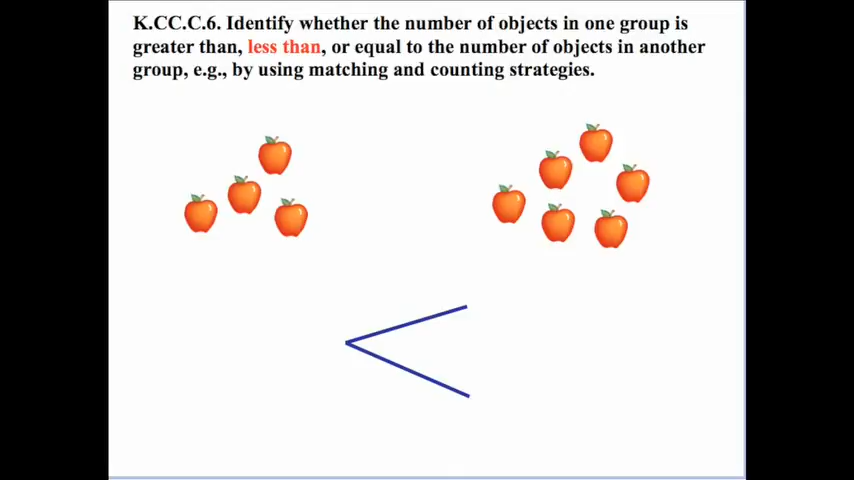 K.CC.C.6. Identify whether the number of objects in one group is
greater than, less than, or equal to the number of objects in another
group, e.g., by using matching and counting strategies.